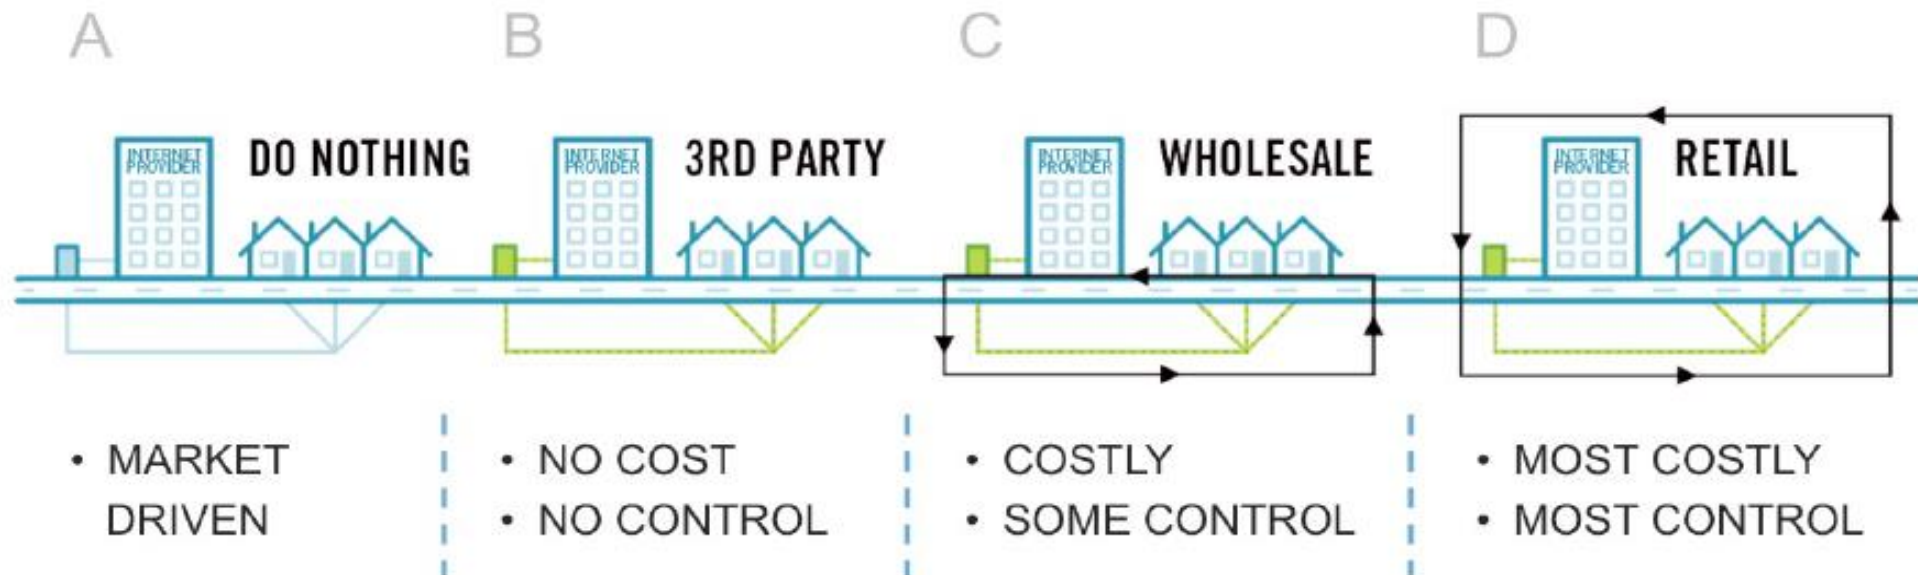 A
B
C
D
INTERNET
PROVIDER
DO NOTHING
INTERNET
PROVIDER
3RD PARTY
INTERNET
PROVIDER
WHOLESALE
INTERNET
PROVIDER
RETAIL
• MARKET
DRIVEN
• NO COST
• NO CONTROL
• COSTLY
• SOME CONTROL
• MOST COSTLY
• MOST CONTROL